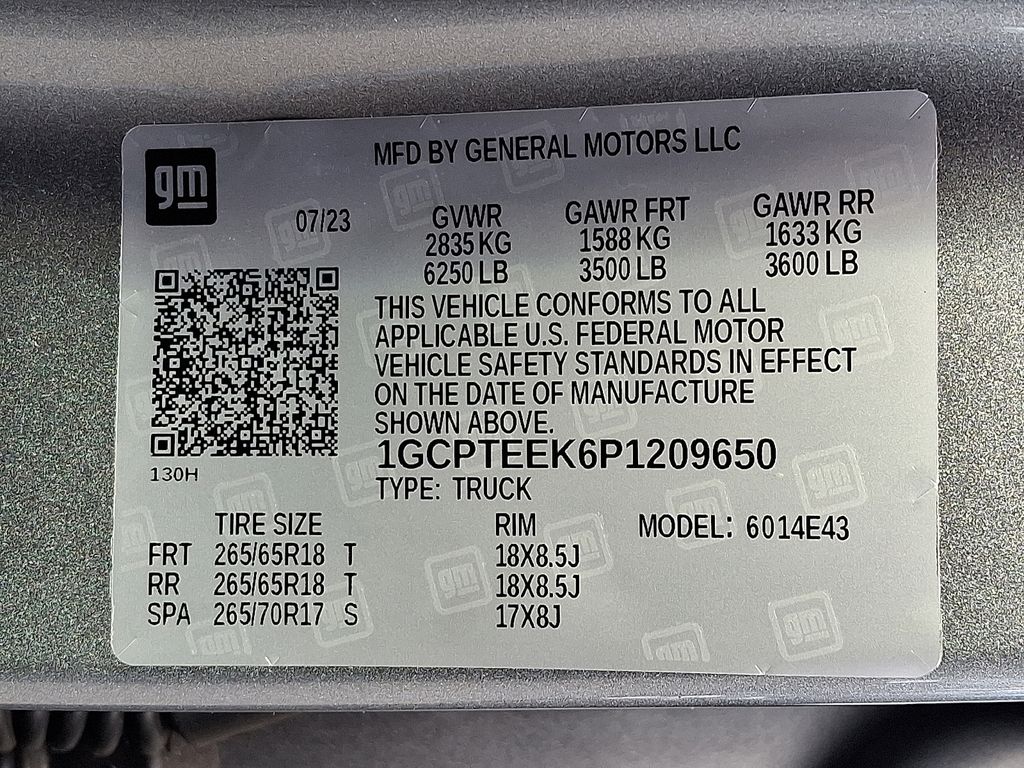 gm
MFD BY GENERAL MOTORS LLC
07/23
GVWR GAWR FRT GAWR RR
2835 KG 1588 KG 1633 KG
6250 LB 3500 LB 3600 LB
THIS VEHICLE CONFORMS TO ALL
APPLICABLE U.S. FEDERAL MOTOR
VEHICLE SAFETY STANDARDS IN EFFECT
ON THE DATE OF MANUFACTURE
SHOWN ABOVE.
1GCPTEEK6P1209650
130H
TYPE: TRUCK
TIRE SIZE RIM MODEL: 6014E43
FRT 265/65R18 T 18X8.5J
RR 265/65R18 T 18X8.5J
SPA 265/70R17 S 17X8J